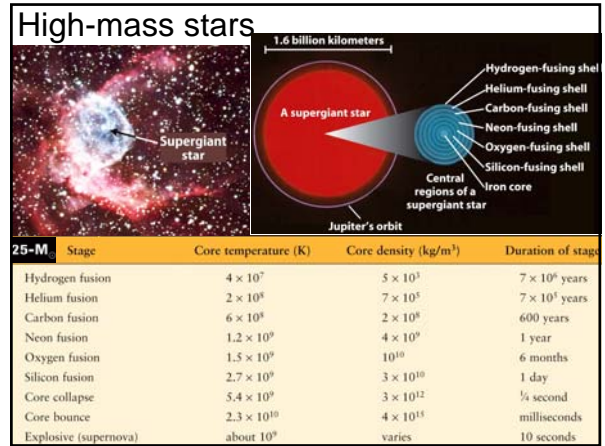 High-mass stars
Supergiant
star
1.6 billion kilometers
Hydrogen-fusing shell
Helium-fusing shell
Carbon-fusing shell
Neon-fusing shell
Oxygen-fusing shell
Silicon-fusing shell
Iron core
A supergiant star
Central
regions of a
supergiant star
Jupiter's orbit
25-M☉ Stage Core temperature (K) Core density (kg/m³) Duration of stage
Hydrogen fusion 4 × 10⁷ 5 × 10³ 7 × 10⁶ years
Helium fusion 2 × 10⁸ 7 × 10⁵ 7 × 10⁵ years
Carbon fusion 6 × 10⁸ 2 × 10⁸ 600 years
Neon fusion 1.2 × 10⁹ 4 × 10⁹ 1 year
Oxygen fusion 1.5 × 10⁹ 10¹⁰ 6 months
Silicon fusion 2.7 × 10⁹ 3 × 10¹⁰ 1 day
Core collapse 5.4 × 10⁹ 3 × 10¹² ¼ second
Core bounce 2.3 × 10¹⁰ 4 × 10¹⁵ milliseconds
Explosive (supernova) about 10⁹ varies 10 seconds